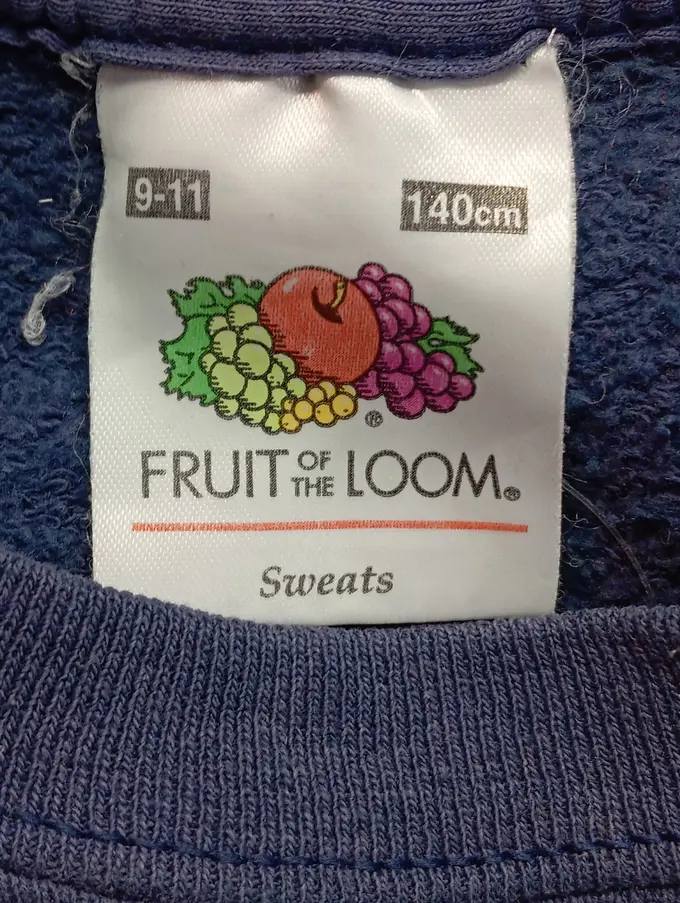 9-11
140cm
®
FRUIT OF THE LOOM®
Sweats